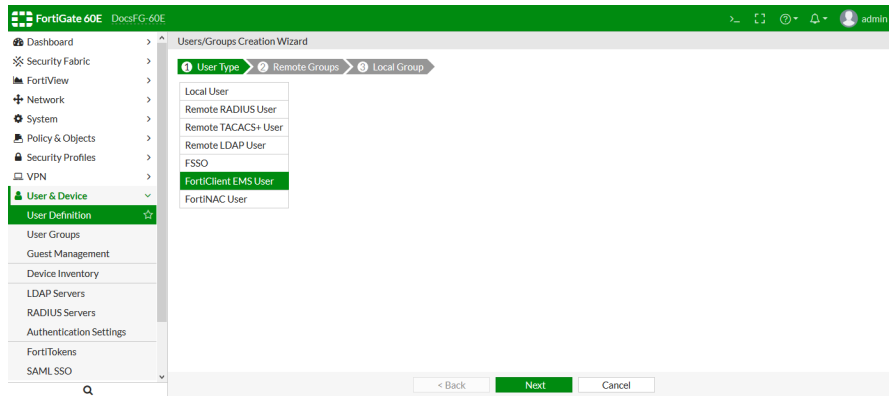 FortiGate 60E DocsFG-60E
>_ admin
Dashboard
Security Fabric
FortiView
Network
System
Policy & Objects
Security Profiles
VPN
User & Device
User Definition
User Groups
Guest Management
Device Inventory
LDAP Servers
RADIUS Servers
Authentication Settings
FortiTokens
SAML SSO
Users/Groups Creation Wizard
1 User Type 2 Remote Groups 3 Local Group
Local User
Remote RADIUS User
Remote TACACS+ User
Remote LDAP User
FSSO
FortiClient EMS User
FortiNAC User
< Back Next Cancel